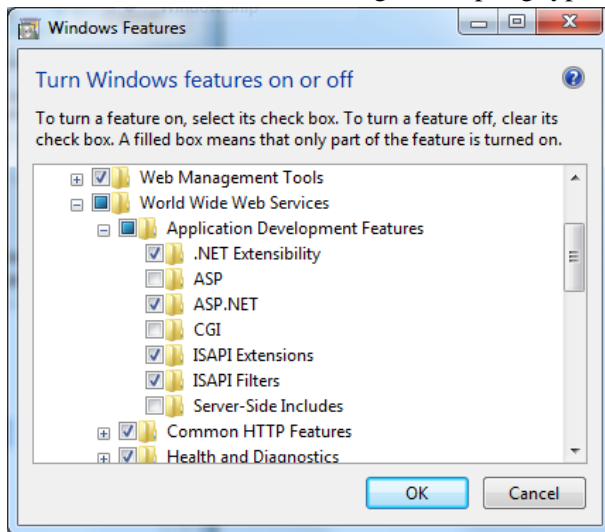 Windows Features
Turn Windows features on or off
To turn a feature on, select its check box. To turn a feature off, clear its
check box. A filled box means that only part of the feature is turned on.
Web Management Tools
World Wide Web Services
Application Development Features
.NET Extensibility
ASP
ASP.NET
CGI
ISAPI Extensions
ISAPI Filters
Server-Side Includes
Common HTTP Features
Health and Diagnostics
OK Cancel